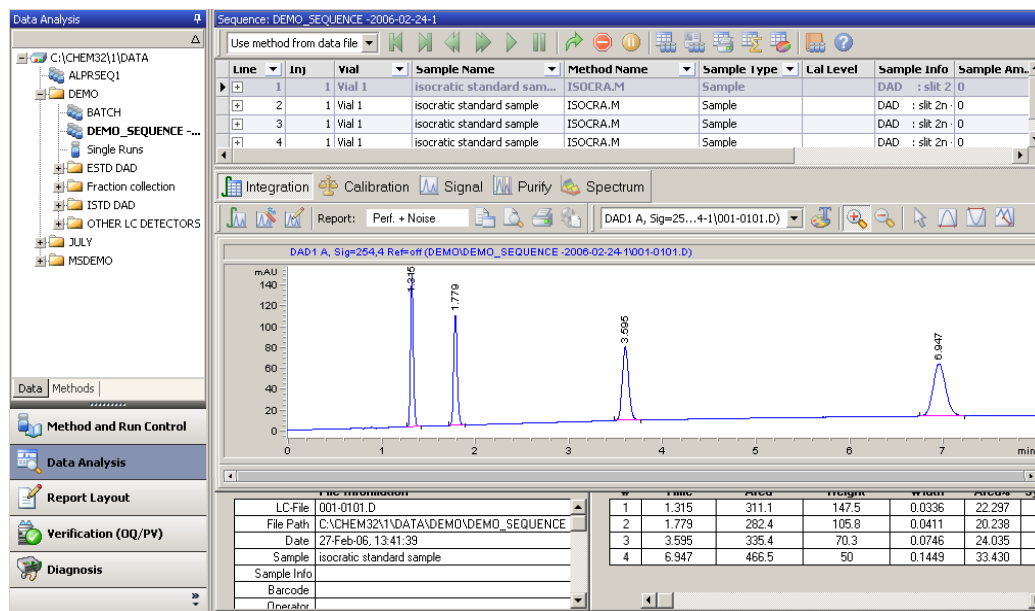 Data Analysis
C:\CHEM32\1\DATA
ALPRSEQ1
DEMO
BATCH
DEMO_SEQUENCE -...
Single Runs
ESTD DAD
Fraction collection
ISTD DAD
OTHER LC DETECTORS
JULY
MSDEMO
Data Methods
Method and Run Control
Data Analysis
Report Layout
Verification (OQ/PV)
Diagnosis
Sequence: DEMO_SEQUENCE -2006-02-24-1
Use method from data file
Line Inj Vial Sample Name Method Name Sample Type Cal Level Sample Info Sample Am.
1 1 Vial 1 isocratic standard sam... ISOCRA.M Sample DAD : slit 2 0
2 1 Vial 1 isocratic standard sample ISOCRA.M Sample DAD : slit 2n 0
3 1 Vial 1 isocratic standard sample ISOCRA.M Sample DAD : slit 2n 0
4 1 Vial 1 isocratic standard sample ISOCRA.M Sample DAD : slit 2n 0
Integration Calibration Signal Purify Spectrum
Report: Perf. + Noise DAD1 A, Sig=25...4-1\001-0101.D)
DAD1 A, Sig=254,4 Ref=off (DEMO\DEMO_SEQUENCE -2006-02-24-1\001-0101.D)
mAU
140
120
100
80
60
40
20
0
1.315
1.779
3.595
6.947
0 1 2 3 4 5 6 7 min
File Information
LC-File 001-0101.D
File Path C:\CHEM32\1\DATA\DEMO\DEMO_SEQUENCE
Date 27-Feb-06, 13:41:39
Sample isocratic standard sample
Sample Info
Barcode
Operator
# Time Area Height Width Area% Sy
1 1.315 311.1 147.5 0.0336 22.297
2 1.779 282.4 105.8 0.0411 20.238
3 3.595 335.4 70.3 0.0746 24.035
4 6.947 466.5 50 0.1449 33.430